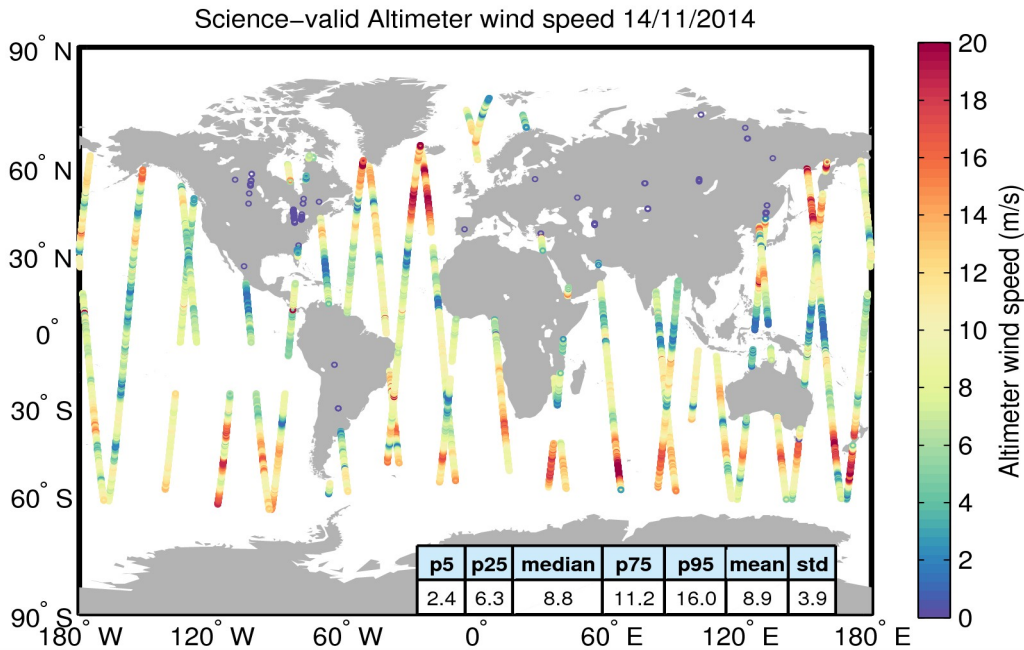 Science−valid Altimeter wind speed 14/11/2014
90° N
60° N
30° N
0°
30° S
60° S
90° S
180° W
120° W
60° W
0°
60° E
120° E
180° E
p5 p25 median p75 p95 mean std
2.4 6.3 8.8 11.2 16.0 8.9 3.9
20
18
16
14
12
10
8
6
4
2
0
Altimeter wind speed (m/s)